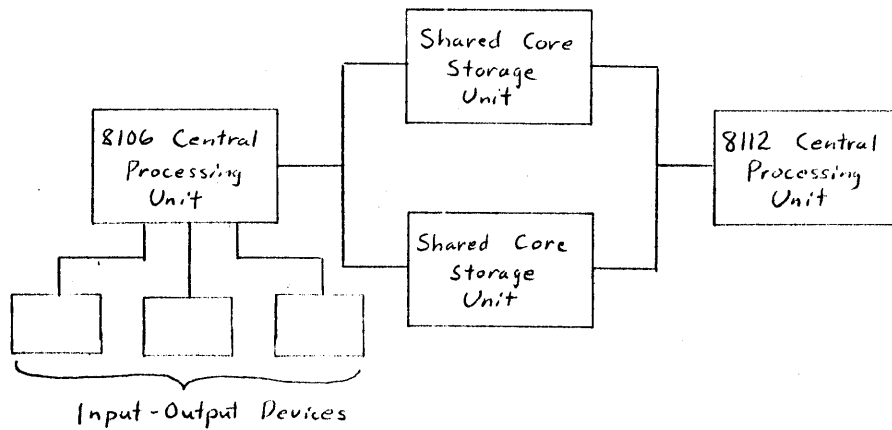 Shared Core
Storage
Unit
8106 Central
Processing
Unit
8112 Central
Processing
Unit
Shared Core
Storage
Unit
Input-Output Devices